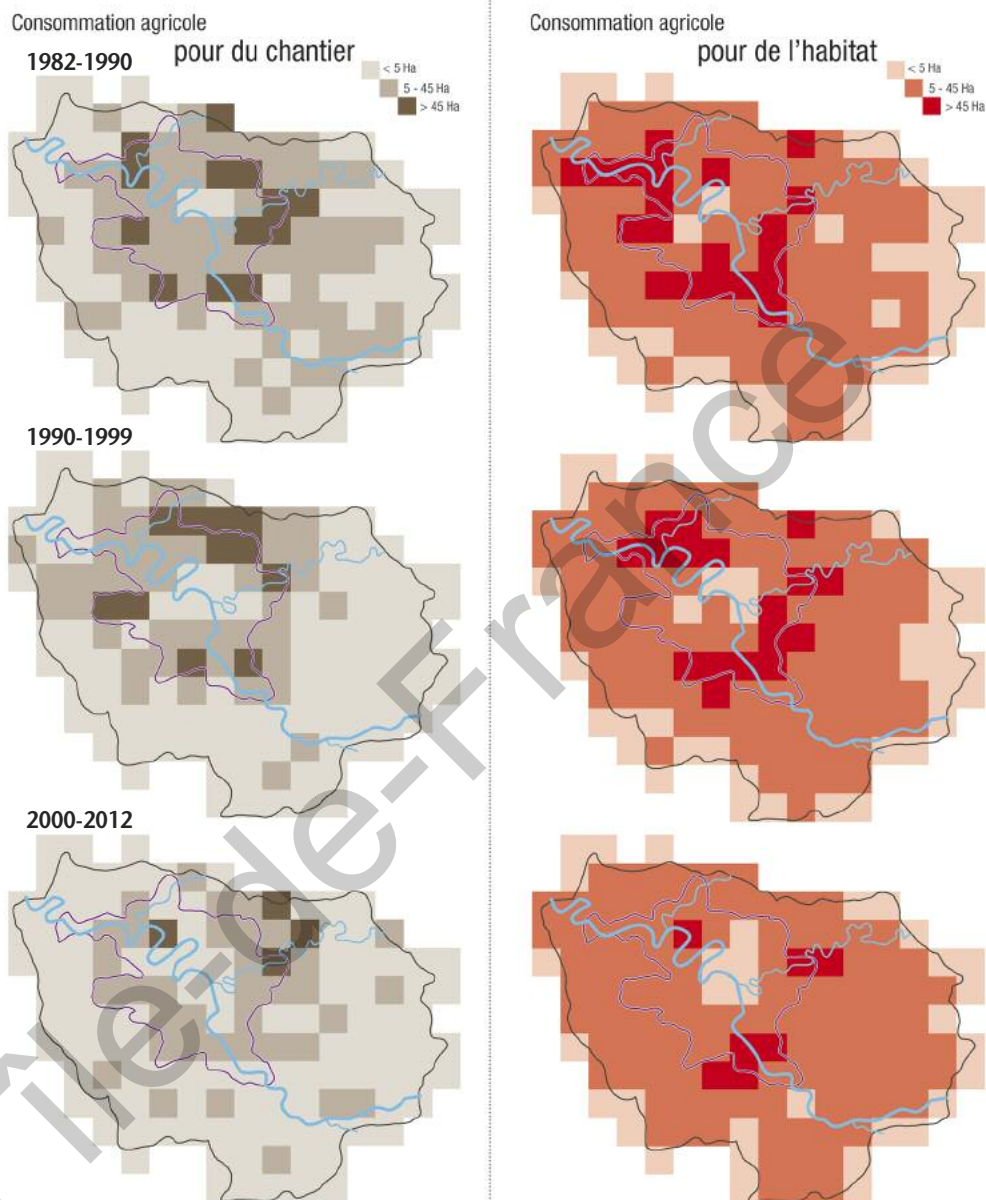 Consommation agricole
pour du chantier
1982-1990
< 5 Ha
5 - 45 Ha
> 45 Ha
1990-1999
2000-2012
Consommation agricole
pour de l'habitat
< 5 Ha
5 - 45 Ha
> 45 Ha
Île-de-France